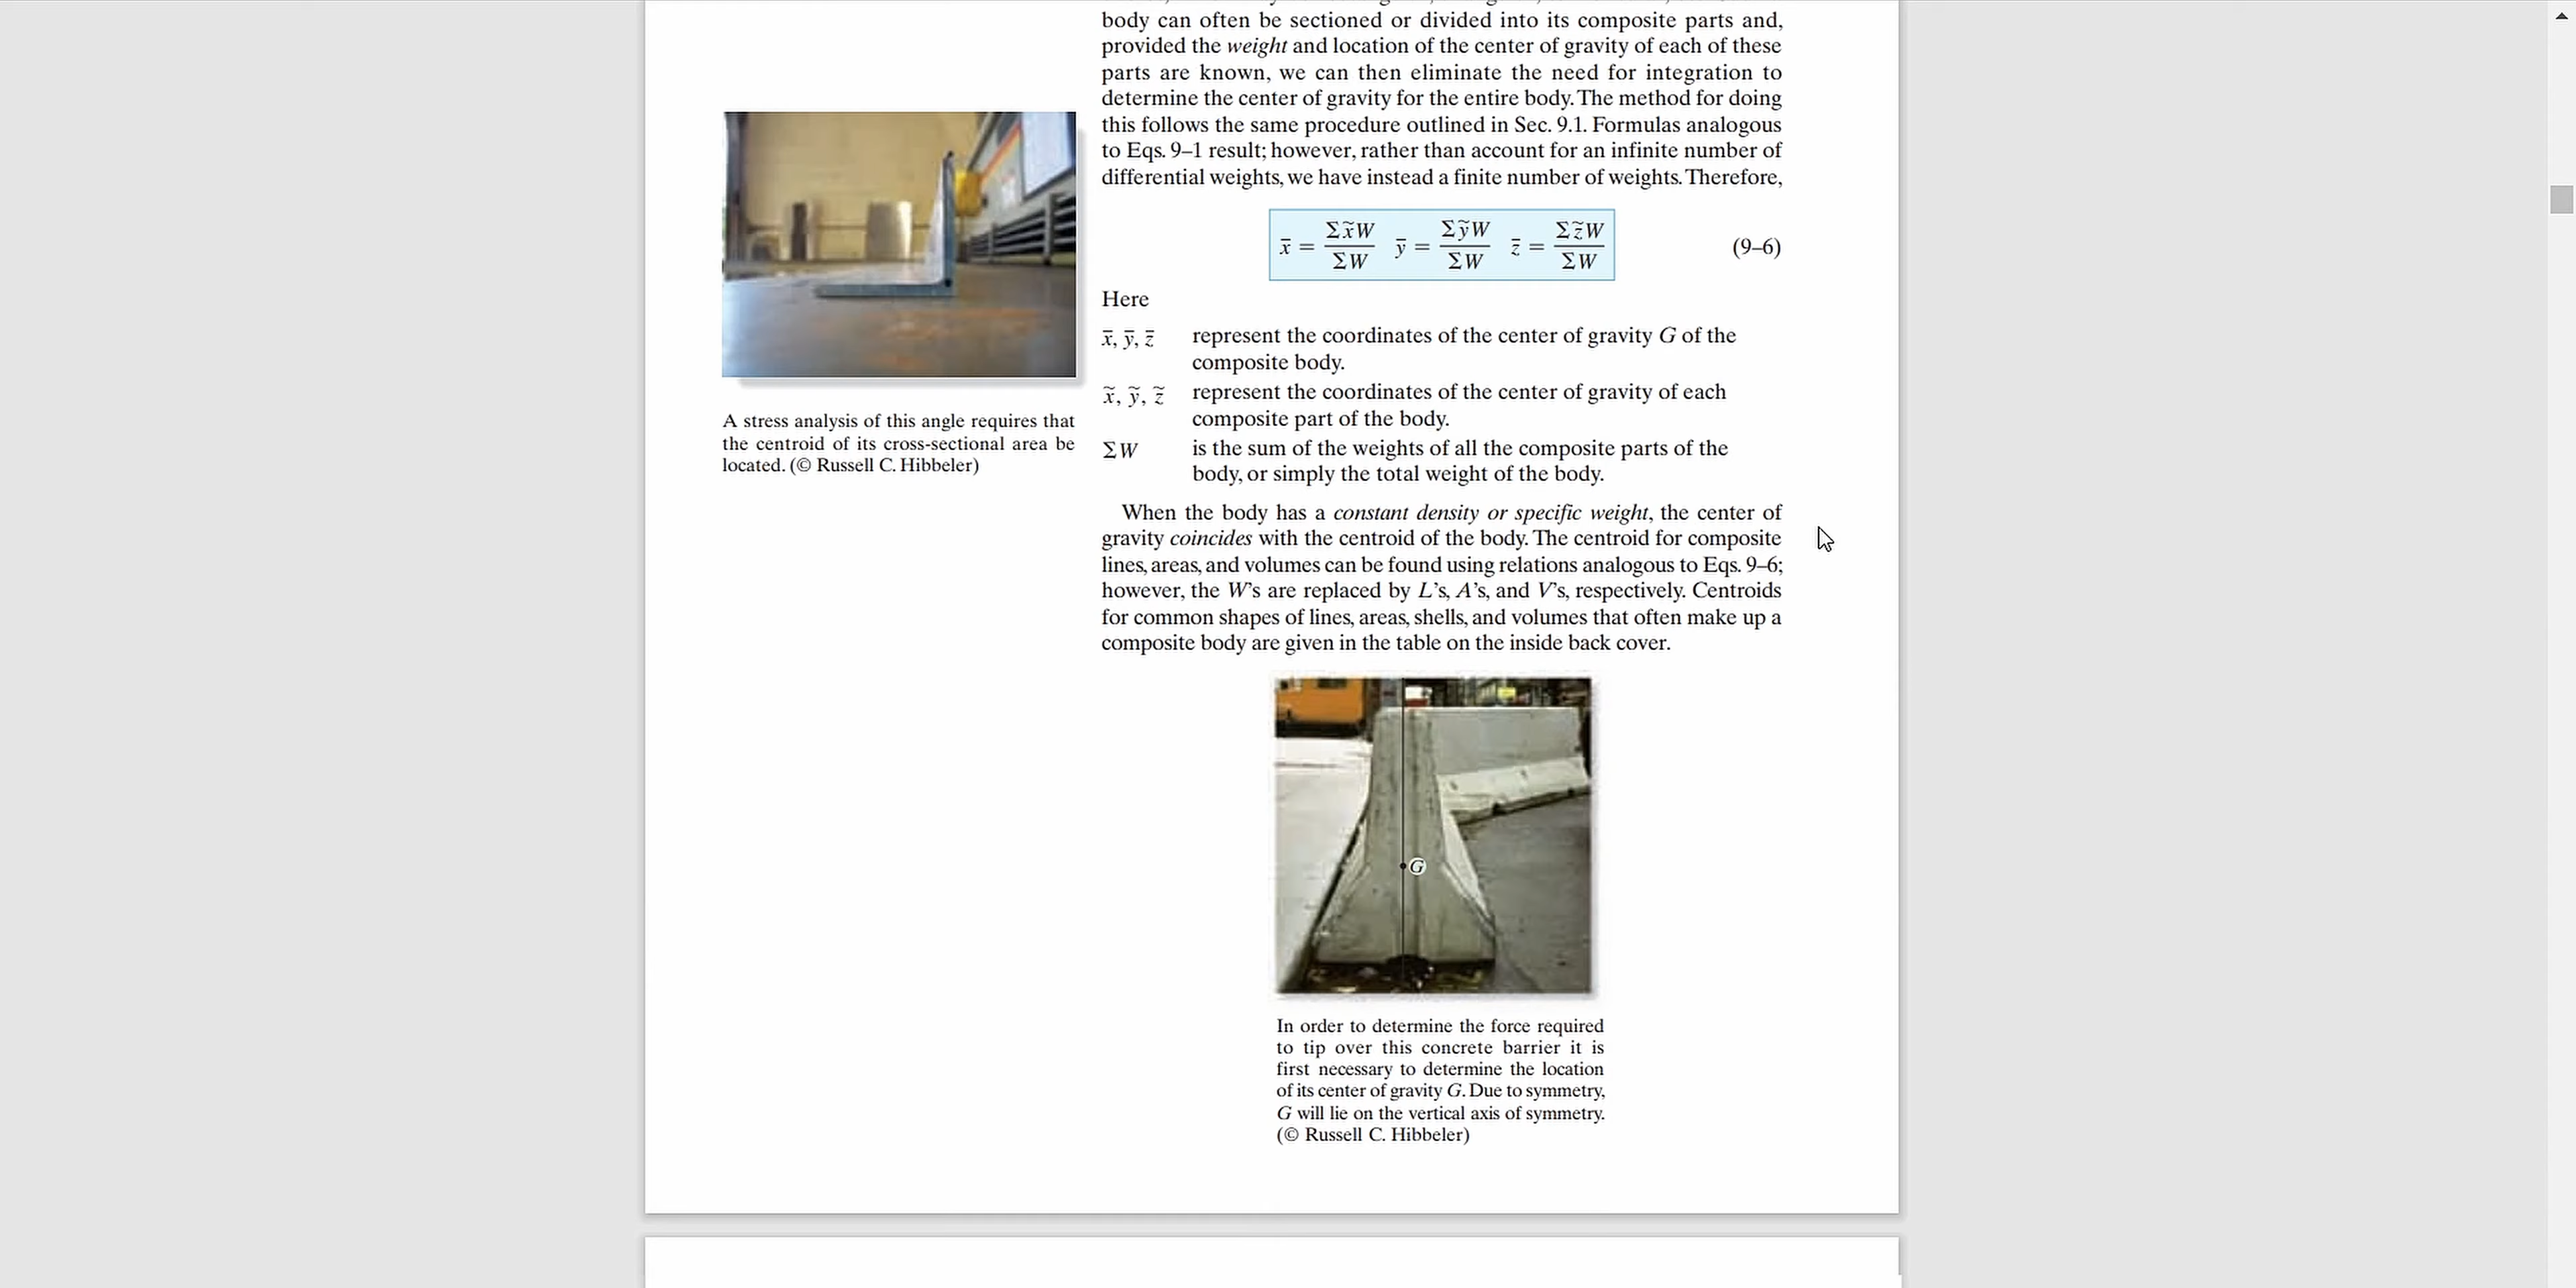 body can often be sectioned or divided into its composite parts and,
provided the weight and location of the center of gravity of each of these
parts are known, we can then eliminate the need for integration to
determine the center of gravity for the entire body. The method for doing
this follows the same procedure outlined in Sec. 9.1. Formulas analogous
to Eqs. 9–1 result; however, rather than account for an infinite number of
differential weights, we have instead a finite number of weights. Therefore,
x̄ = Σx̃W / ΣW ȳ = ΣỹW / ΣW z̄ = Σz̃W / ΣW (9–6)
Here
x̄, ȳ, z̄ represent the coordinates of the center of gravity G of the
composite body.
x̃, ỹ, z̃ represent the coordinates of the center of gravity of each
composite part of the body.
ΣW is the sum of the weights of all the composite parts of the
body, or simply the total weight of the body.
A stress analysis of this angle requires that
the centroid of its cross-sectional area be
located. (© Russell C. Hibbeler)
When the body has a constant density or specific weight, the center of
gravity coincides with the centroid of the body. The centroid for composite
lines, areas, and volumes can be found using relations analogous to Eqs. 9–6;
however, the W's are replaced by L's, A's, and V's, respectively. Centroids
for common shapes of lines, areas, shells, and volumes that often make up a
composite body are given in the table on the inside back cover.
G
In order to determine the force required
to tip over this concrete barrier it is
first necessary to determine the location
of its center of gravity G. Due to symmetry,
G will lie on the vertical axis of symmetry.
(© Russell C. Hibbeler)